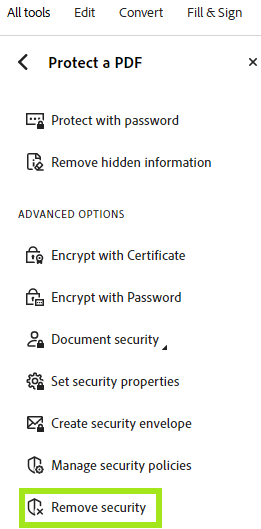 All tools Edit Convert Fill & Sign
Protect a PDF
Protect with password
Remove hidden information
ADVANCED OPTIONS
Encrypt with Certificate
Encrypt with Password
Document security
Set security properties
Create security envelope
Manage security policies
Remove security